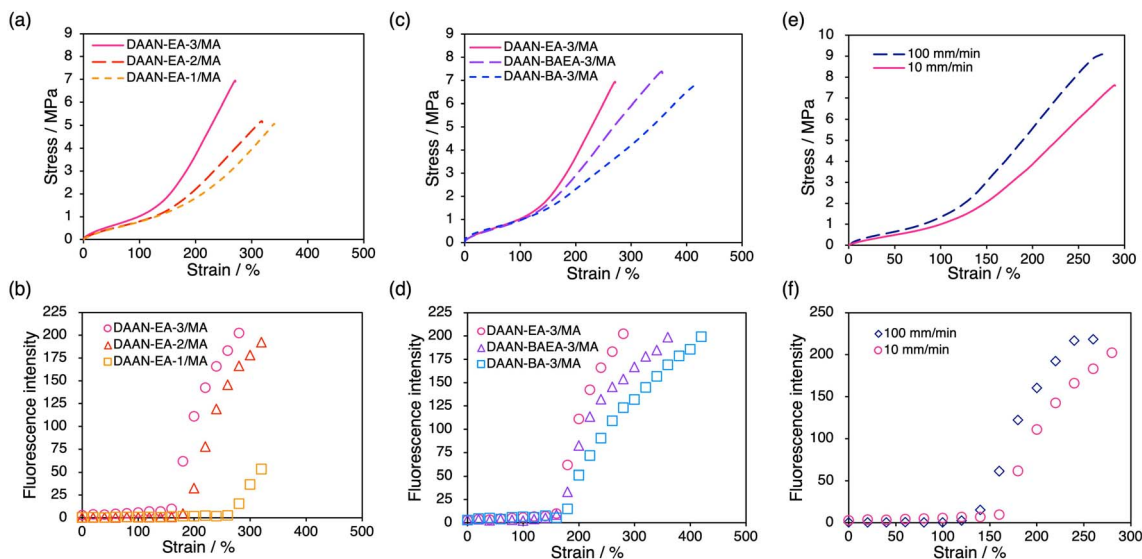 (a)
9
8
7
6
5
4
3
2
1
0
Stress / MPa
DAAN-EA-3/MA
DAAN-EA-2/MA
DAAN-EA-1/MA
0 100 200 300 400 500
Strain / %
(c)
9
8
7
6
5
4
3
2
1
0
Stress / MPa
DAAN-EA-3/MA
DAAN-BAEA-3/MA
DAAN-BA-3/MA
0 100 200 300 400 500
Strain / %
(e)
10
9
8
7
6
5
4
3
2
1
0
Stress / MPa
100 mm/min
10 mm/min
0 50 100 150 200 250 300
Strain / %
(b)
225
200
175
150
125
100
75
50
25
0
Fluorescence intensity
DAAN-EA-3/MA
DAAN-EA-2/MA
DAAN-EA-1/MA
0 100 200 300 400 500
Strain / %
(d)
225
200
175
150
125
100
75
50
25
0
Fluorescence intensity
DAAN-EA-3/MA
DAAN-BAEA-3/MA
DAAN-BA-3/MA
0 100 200 300 400 500
Strain / %
(f)
250
200
150
100
50
0
Fluorescence intensity
100 mm/min
10 mm/min
0 50 100 150 200 250 300
Strain / %